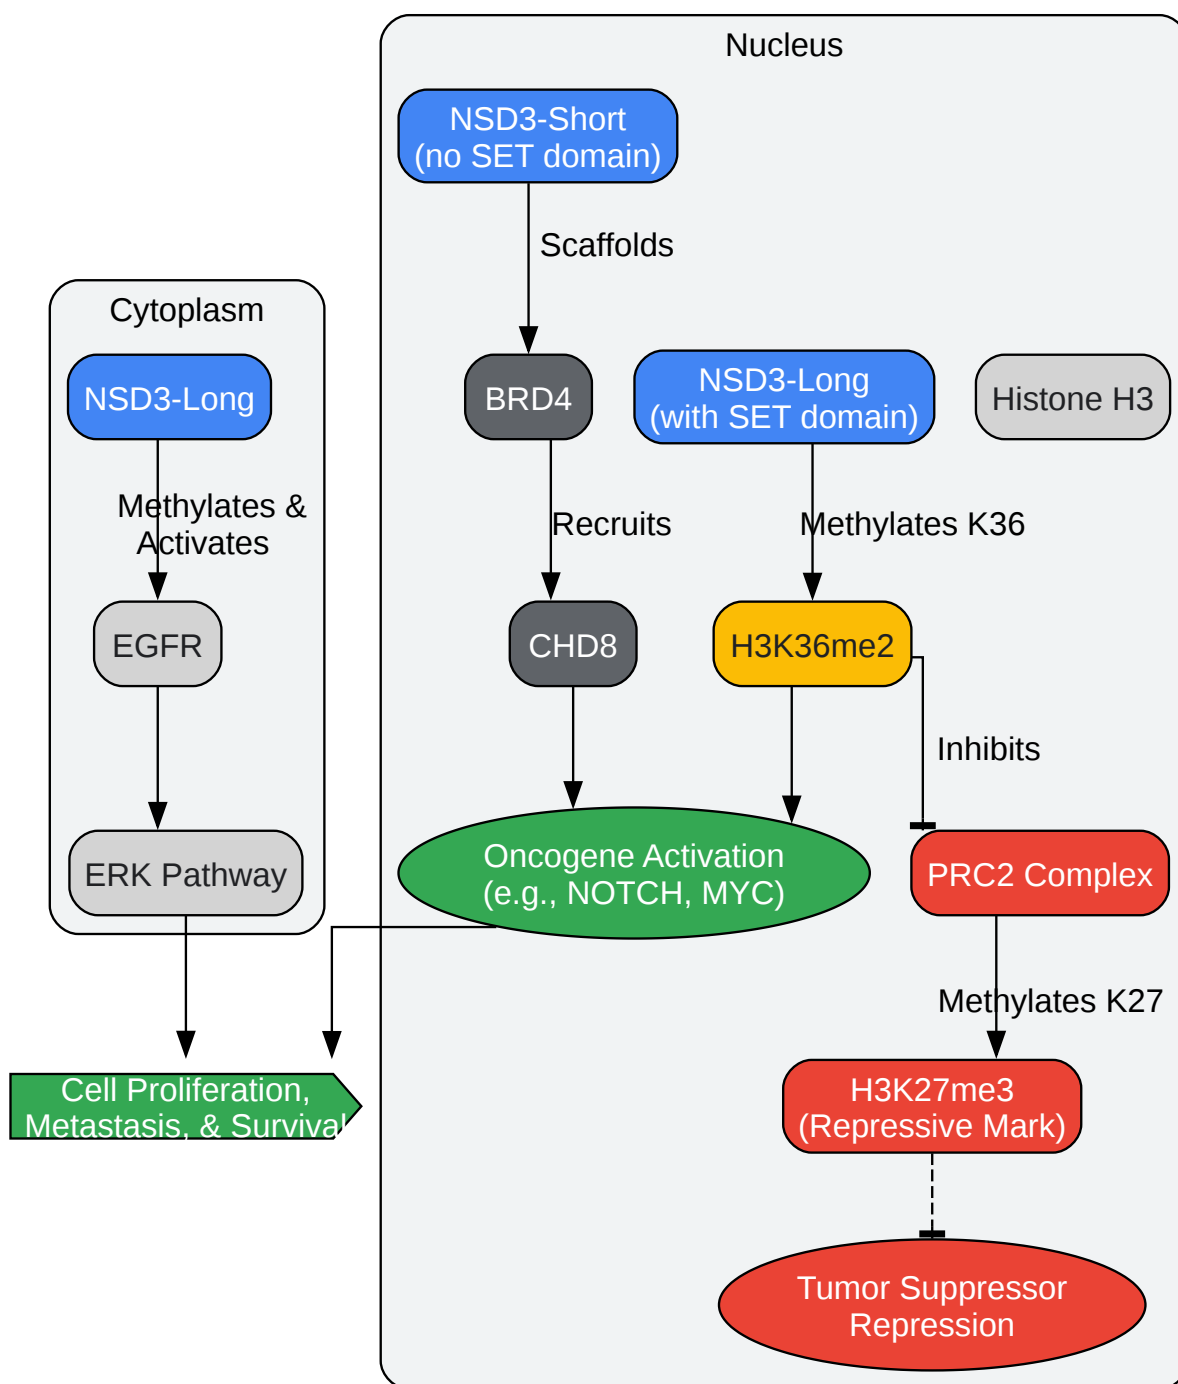 Nucleus
NSD3-Short
(no SET domain)
Scaffolds
Cytoplasm
NSD3-Long
BRD4
NSD3-Long
(with SET domain)
Histone H3
Methylates &
Activates
Recruits
Methylates K36
EGFR
CHD8
H3K36me2
Inhibits
ERK Pathway
Oncogene Activation
(e.g., NOTCH, MYC)
PRC2 Complex
Methylates K27
Cell Proliferation,
Metastasis, & Survival
H3K27me3
(Repressive Mark)
Tumor Suppressor
Repression